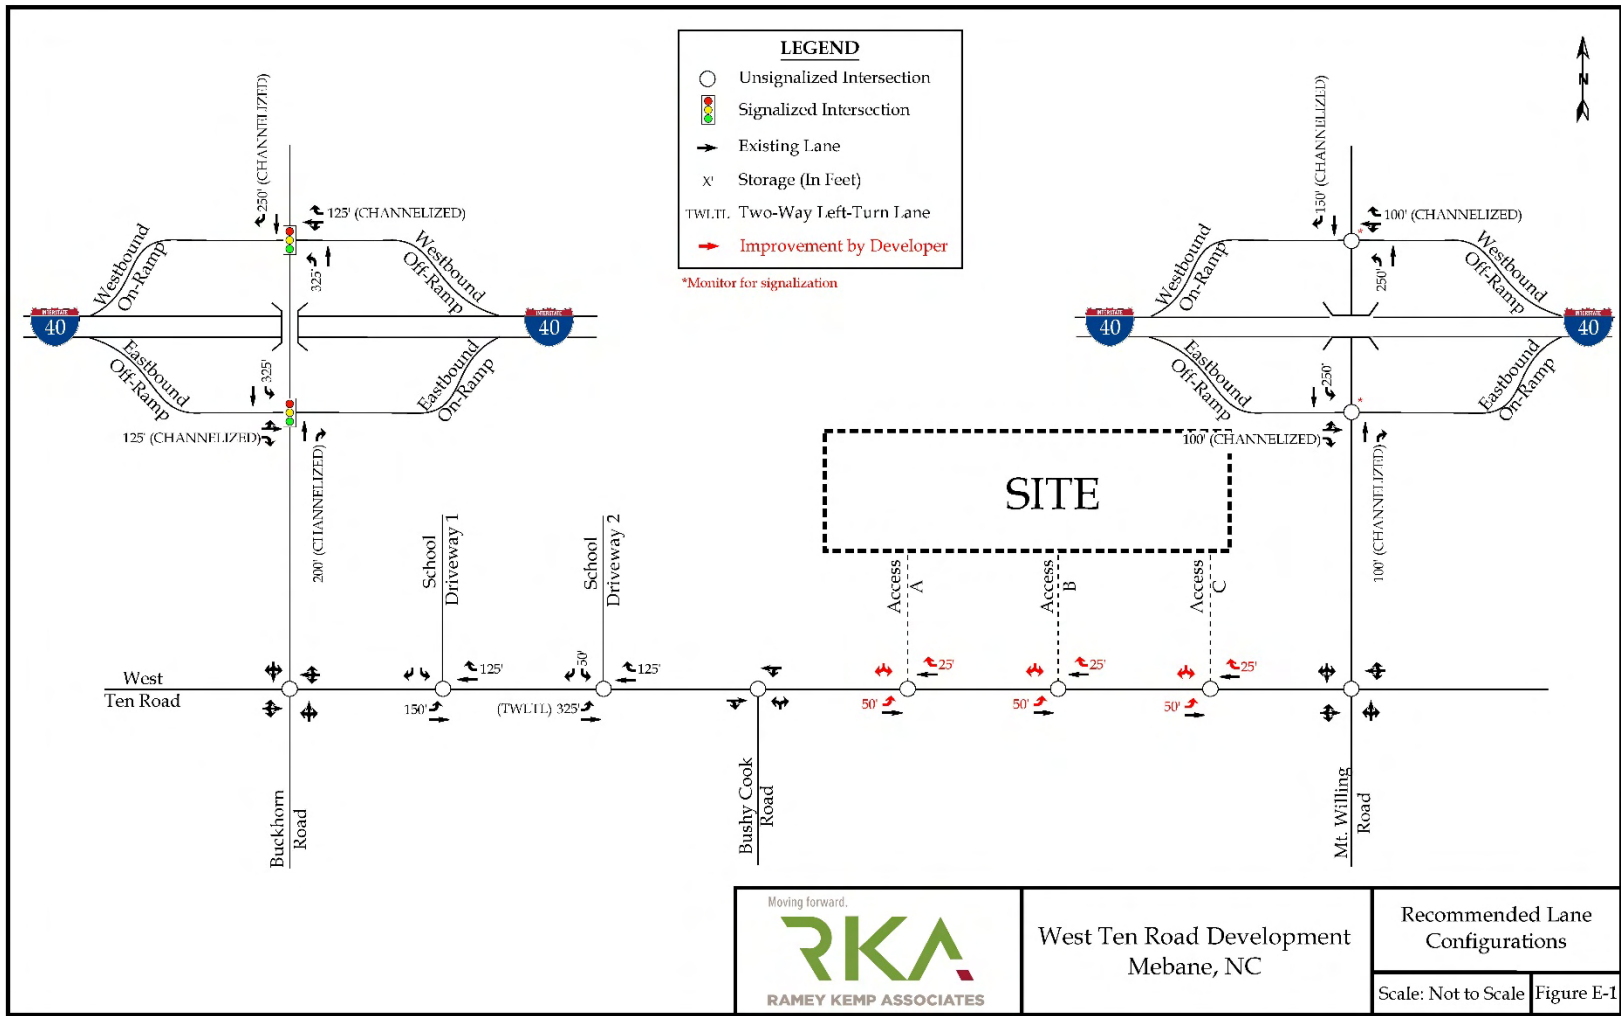 LEGEND
Unsignalized Intersection
Signalized Intersection
Existing Lane
X' Storage (In Feet)
TWLTL Two-Way Left-Turn Lane
Improvement by Developer
*Monitor for signalization
N
250' (CHANNELIZED)
125' (CHANNELIZED)
325'
Westbound
On-Ramp
Westbound
Off-Ramp
INTERSTATE
40
INTERSTATE
40
Eastbound
Off-Ramp
Eastbound
On-Ramp
325'
125' (CHANNELIZED)
200' (CHANNELIZED)
150' (CHANNELIZED)
100' (CHANNELIZED)
*
250'
Westbound
On-Ramp
Westbound
Off-Ramp
INTERSTATE
40
INTERSTATE
40
Eastbound
Off-Ramp
Eastbound
On-Ramp
250'
*
100' (CHANNELIZED)
100' (CHANNELIZED)
SITE
School
Driveway 1
School
Driveway 2
Access
A
Access
B
Access
C
West
Ten Road
125'
150'
50'
125'
(TWLTL) 325'
25'
50'
25'
50'
25'
50'
Buckhorn
Road
Bushy Cook
Road
Mt. Willing
Road
Moving forward.
RKA
RAMEY KEMP ASSOCIATES
West Ten Road Development
Mebane, NC
Recommended Lane
Configurations
Scale: Not to Scale
Figure E-1